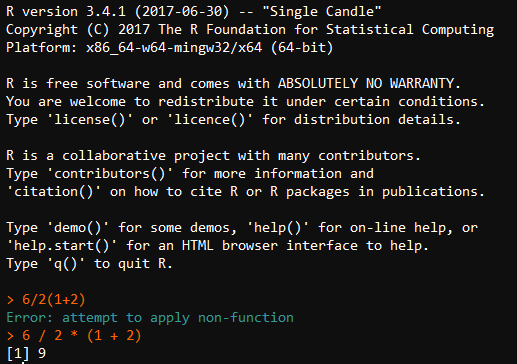 R version 3.4.1 (2017-06-30) -- "Single Candle"
Copyright (C) 2017 The R Foundation for Statistical Computing
Platform: x86_64-w64-mingw32/x64 (64-bit)
R is free software and comes with ABSOLUTELY NO WARRANTY.
You are welcome to redistribute it under certain conditions.
Type 'license()' or 'licence()' for distribution details.
R is a collaborative project with many contributors.
Type 'contributors()' for more information and
'citation()' on how to cite R or R packages in publications.
Type 'demo()' for some demos, 'help()' for on-line help, or
'help.start()' for an HTML browser interface to help.
Type 'q()' to quit R.
> 6/2(1+2)
Error: attempt to apply non-function
> 6 / 2 * (1 + 2)
[1] 9